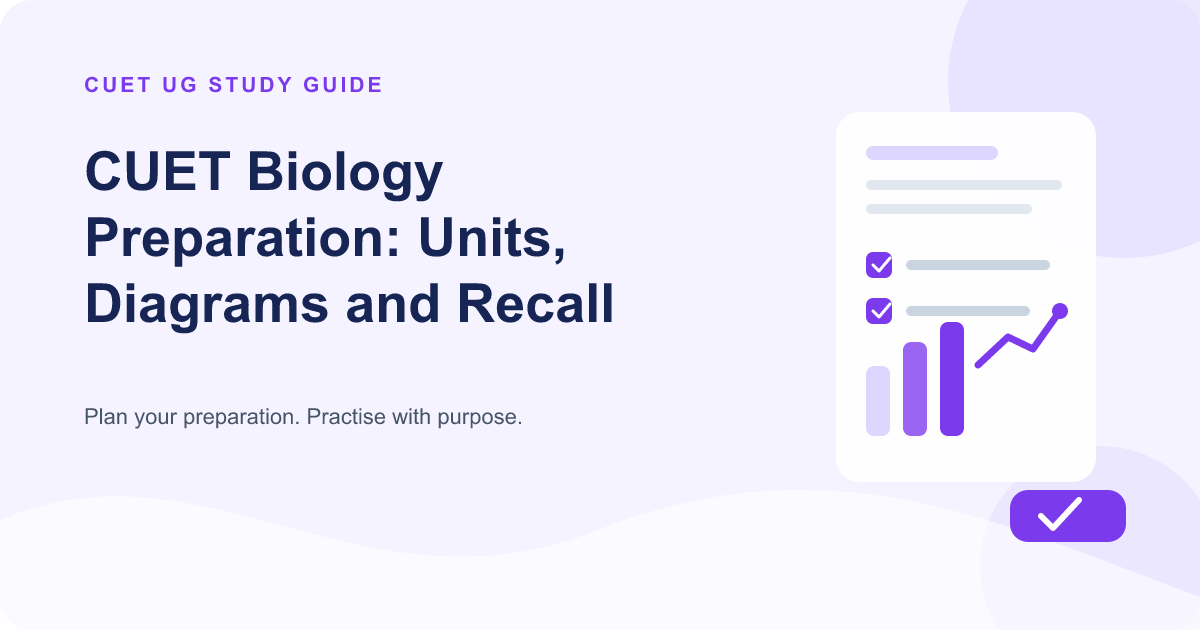 CUET UG STUDY GUIDE
CUET Biology
Preparation: Units,
Diagrams and Recall
Plan your preparation. Practise with purpose.